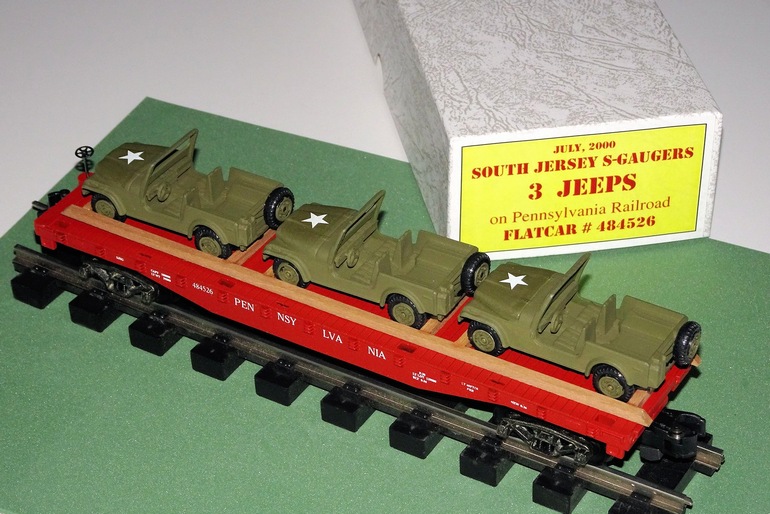 JULY, 2000
SOUTH JERSEY S-GAUGERS
3 JEEPS
on Pennsylvania Railroad
FLATCAR # 484526
484526 PEN NSY LVA NIA